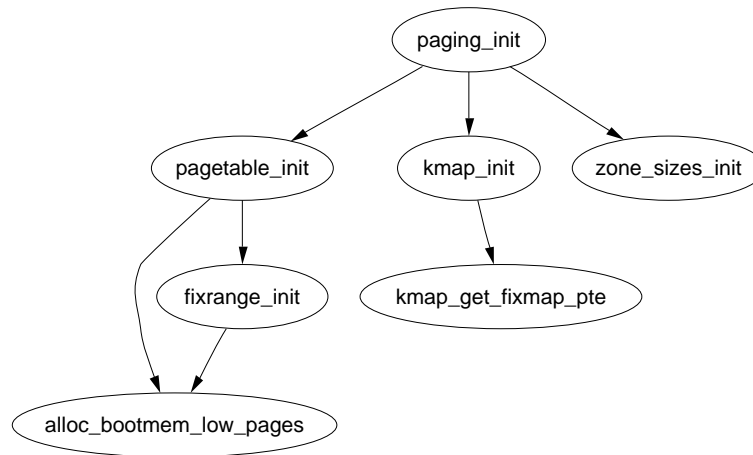 paging_init
pagetable_init
kmap_init
zone_sizes_init
fixrange_init
kmap_get_fixmap_pte
alloc_bootmem_low_pages